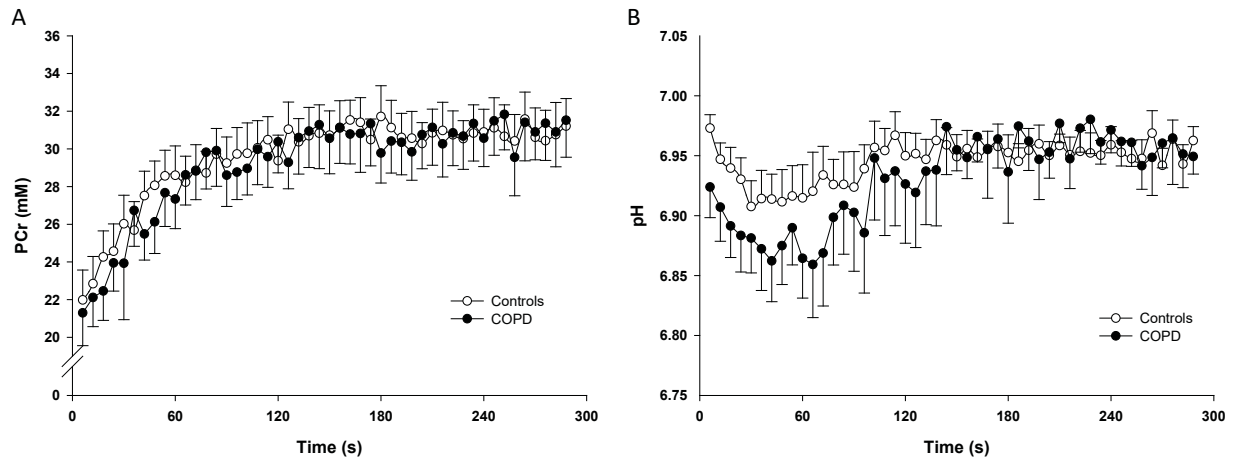 A
36
34
32
30
28
26
24
22
20
0
PCr (mM)
0 60 120 180 240 300
Time (s)
Controls
COPD
B
7.05
7.00
6.95
6.90
6.85
6.80
6.75
pH
0 60 120 180 240 300
Time (s)
Controls
COPD